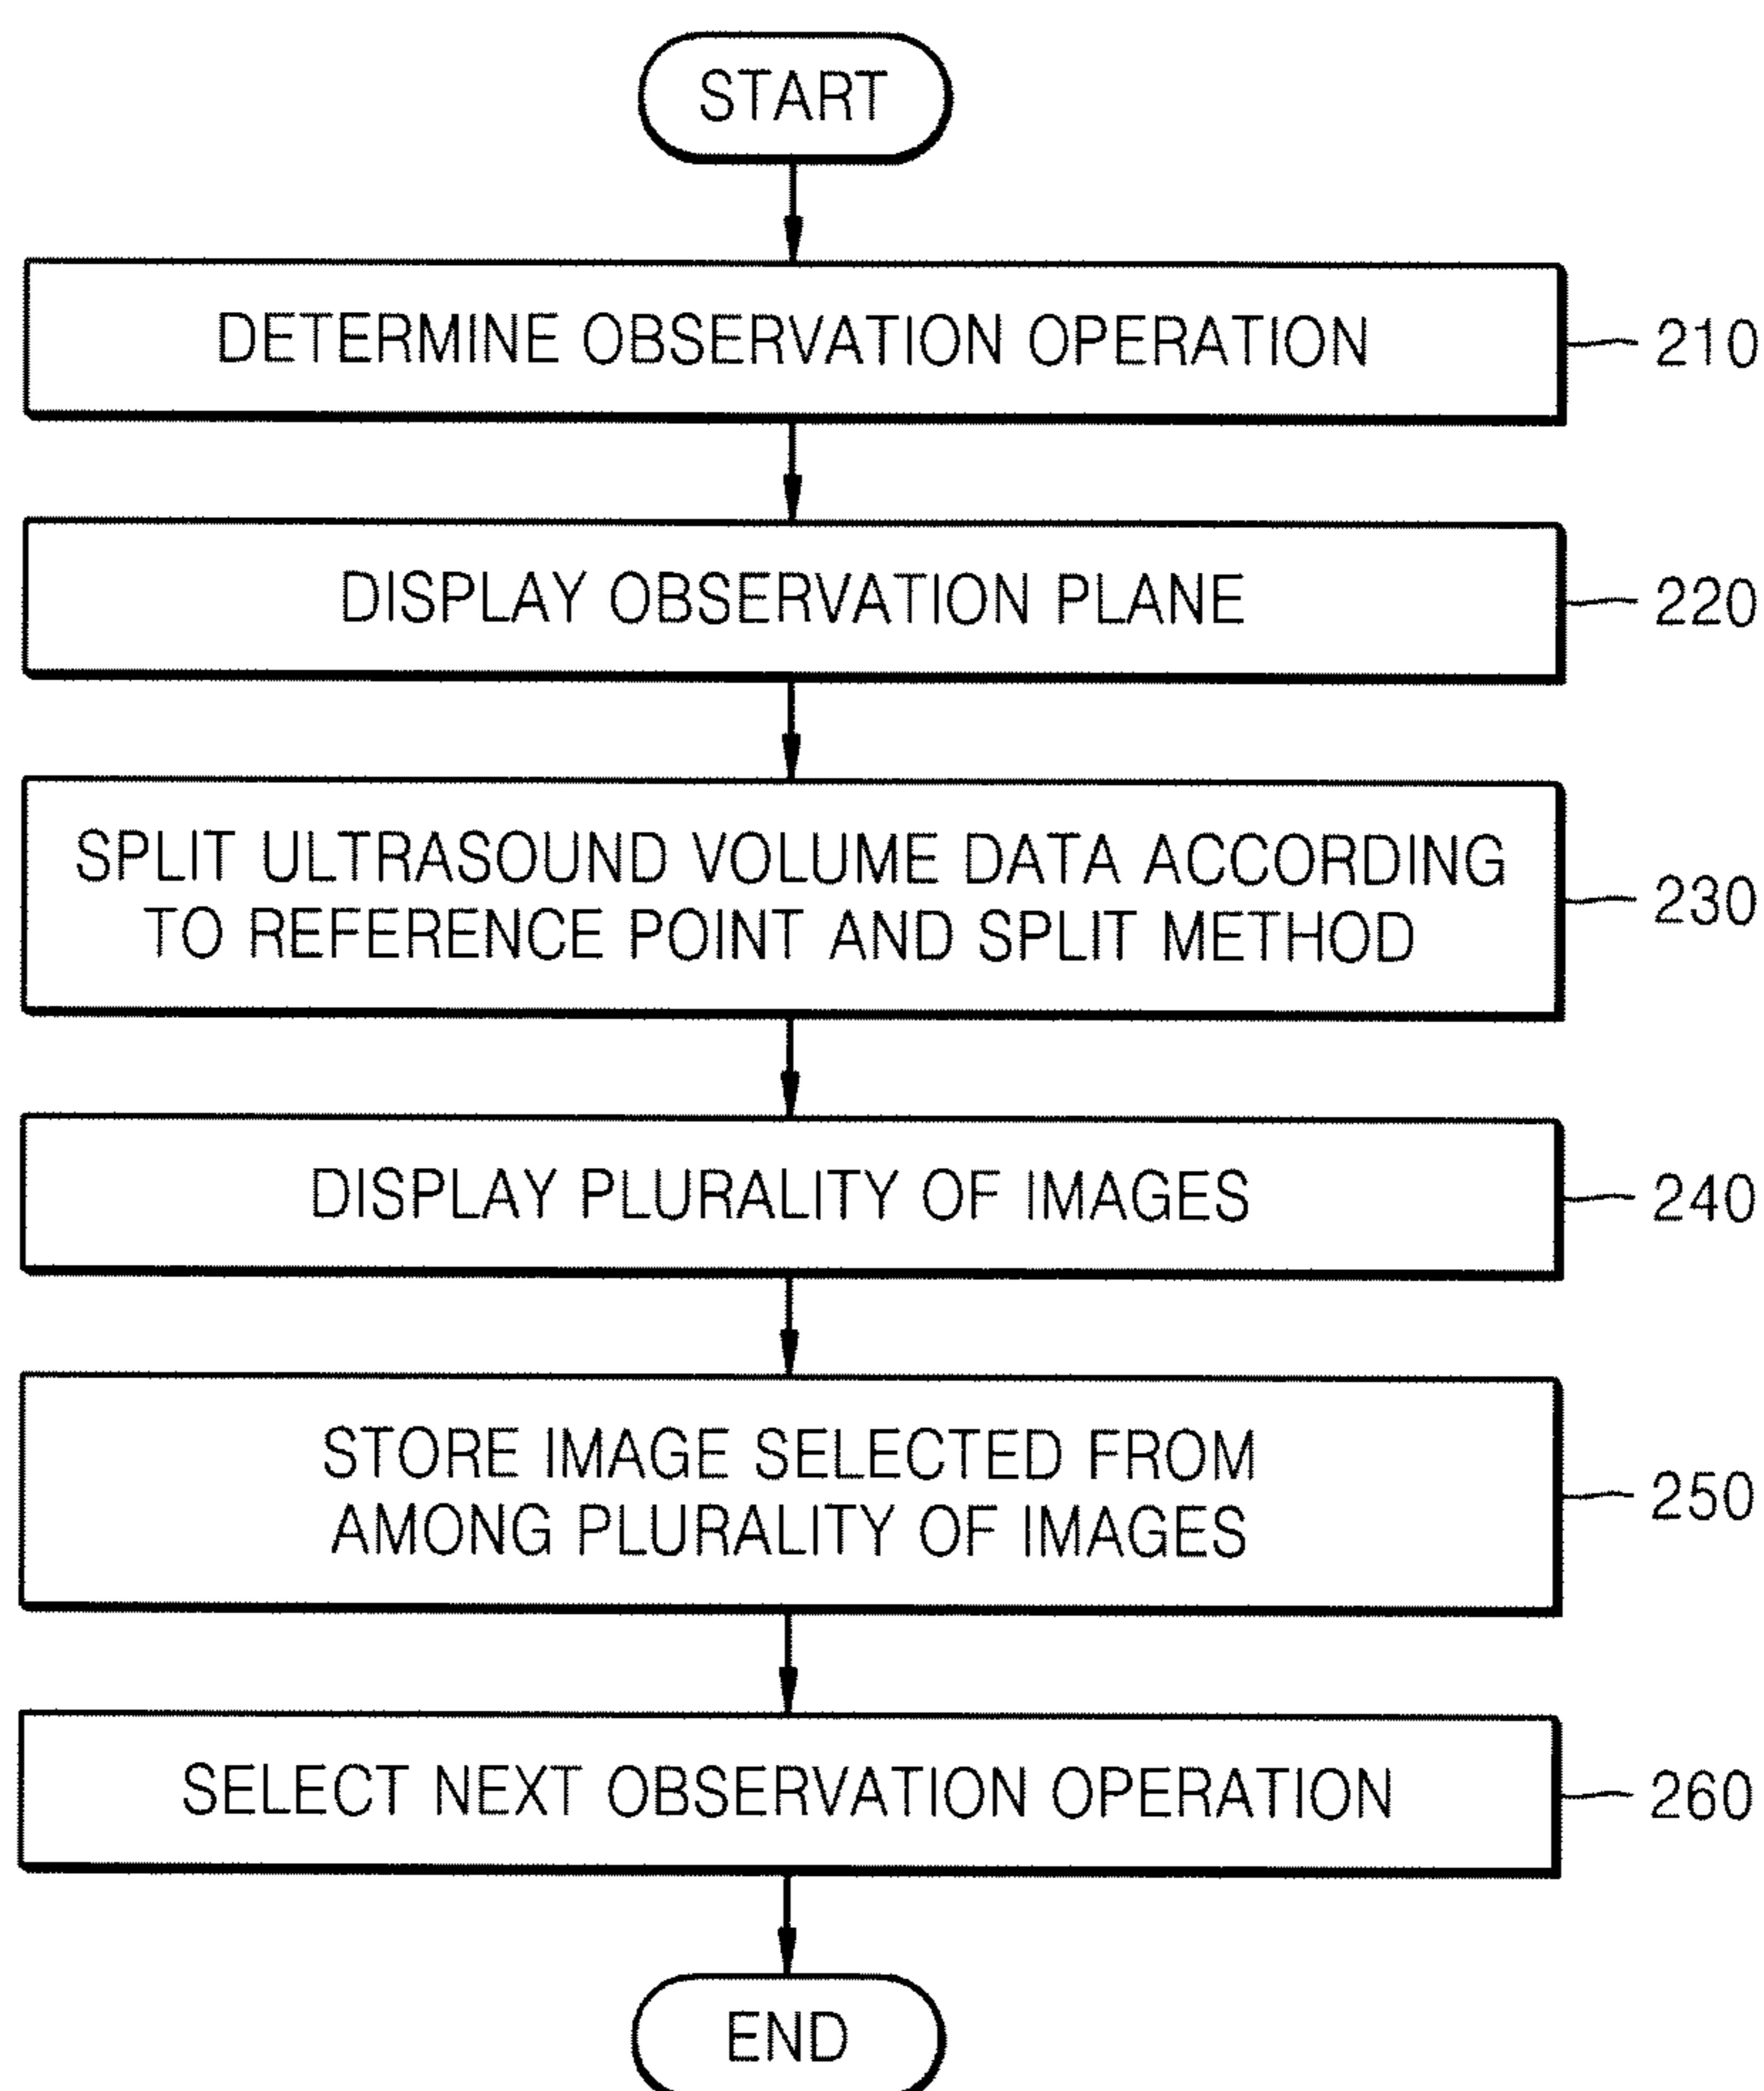 START
DETERMINE OBSERVATION OPERATION
210
DISPLAY OBSERVATION PLANE
220
SPLIT ULTRASOUND VOLUME DATA ACCORDING
TO REFERENCE POINT AND SPLIT METHOD
230
DISPLAY PLURALITY OF IMAGES
240
STORE IMAGE SELECTED FROM
AMONG PLURALITY OF IMAGES
250
SELECT NEXT OBSERVATION OPERATION
260
END